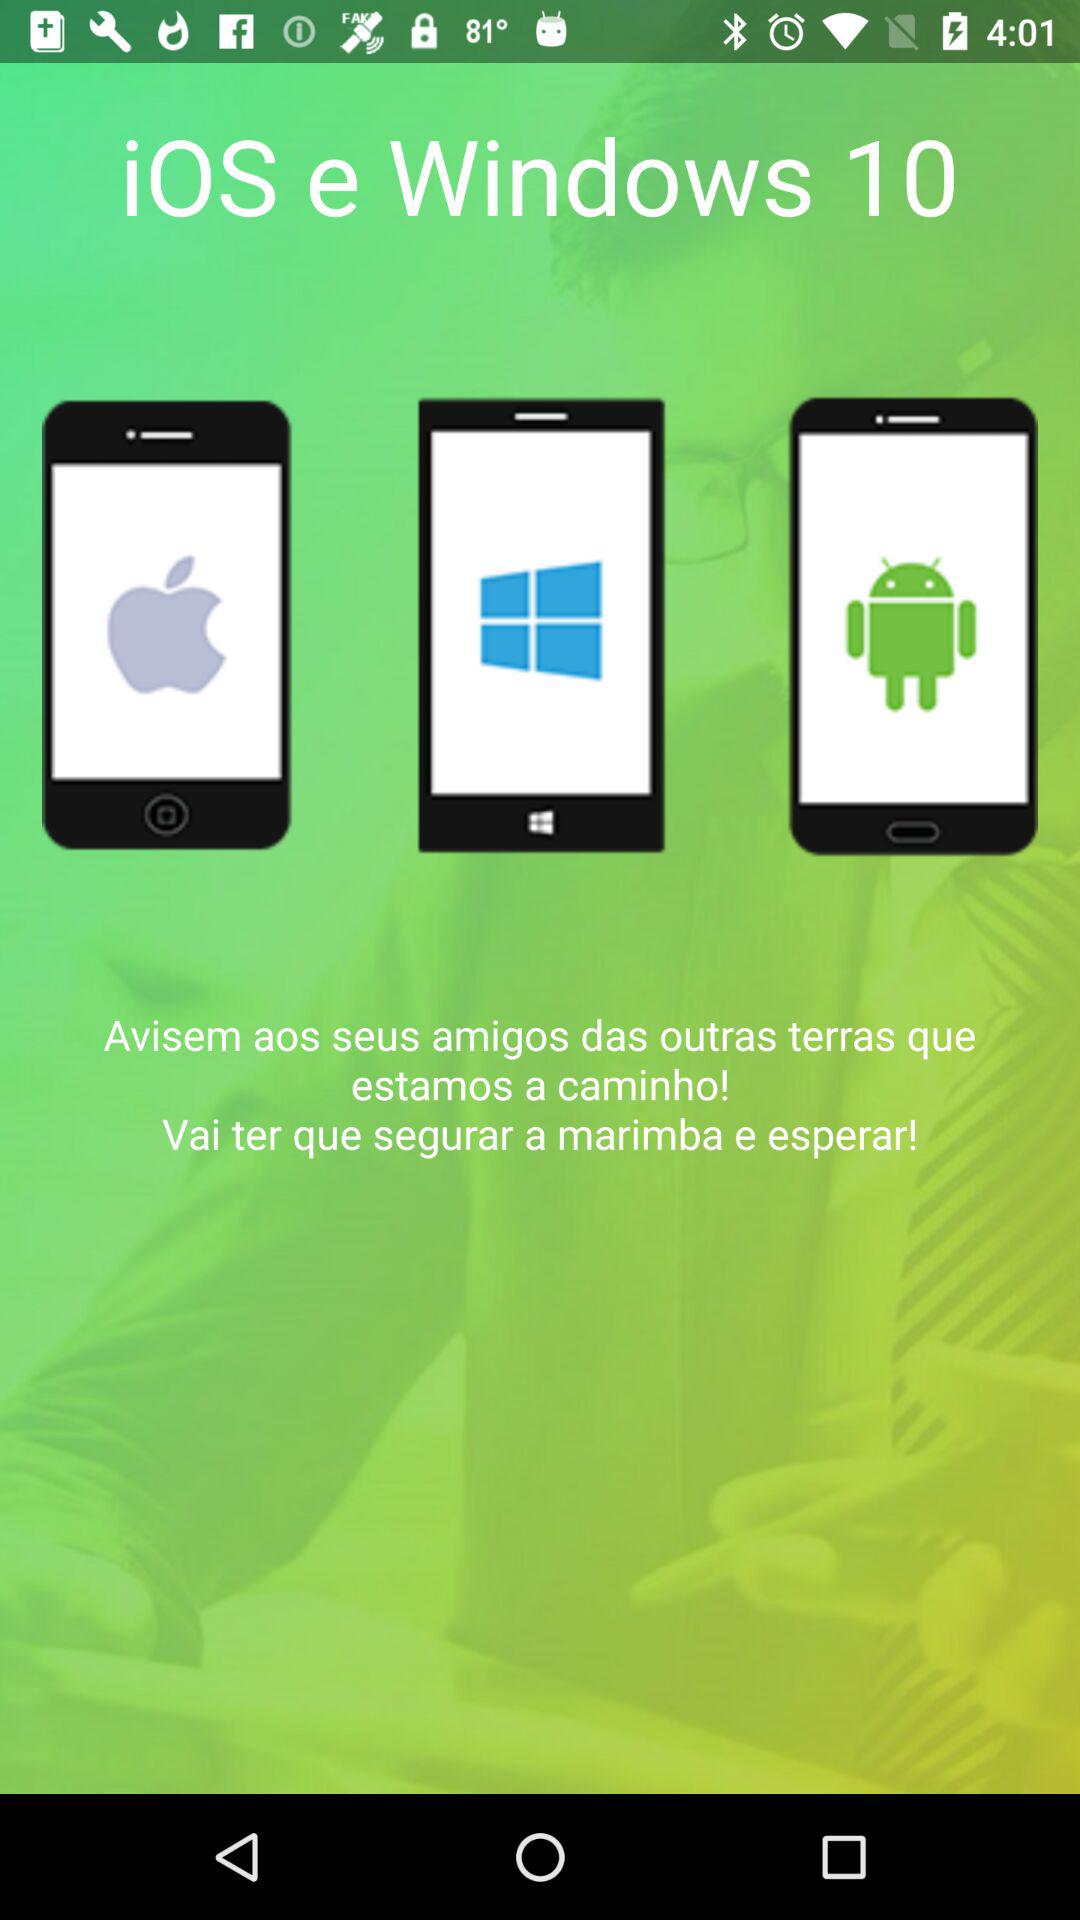 FAKE 81° 4:01
iOS e Windows 10
Avisem aos seus amigos das outras terras que
estamos a caminho!
Vai ter que segurar a marimba e esperar!